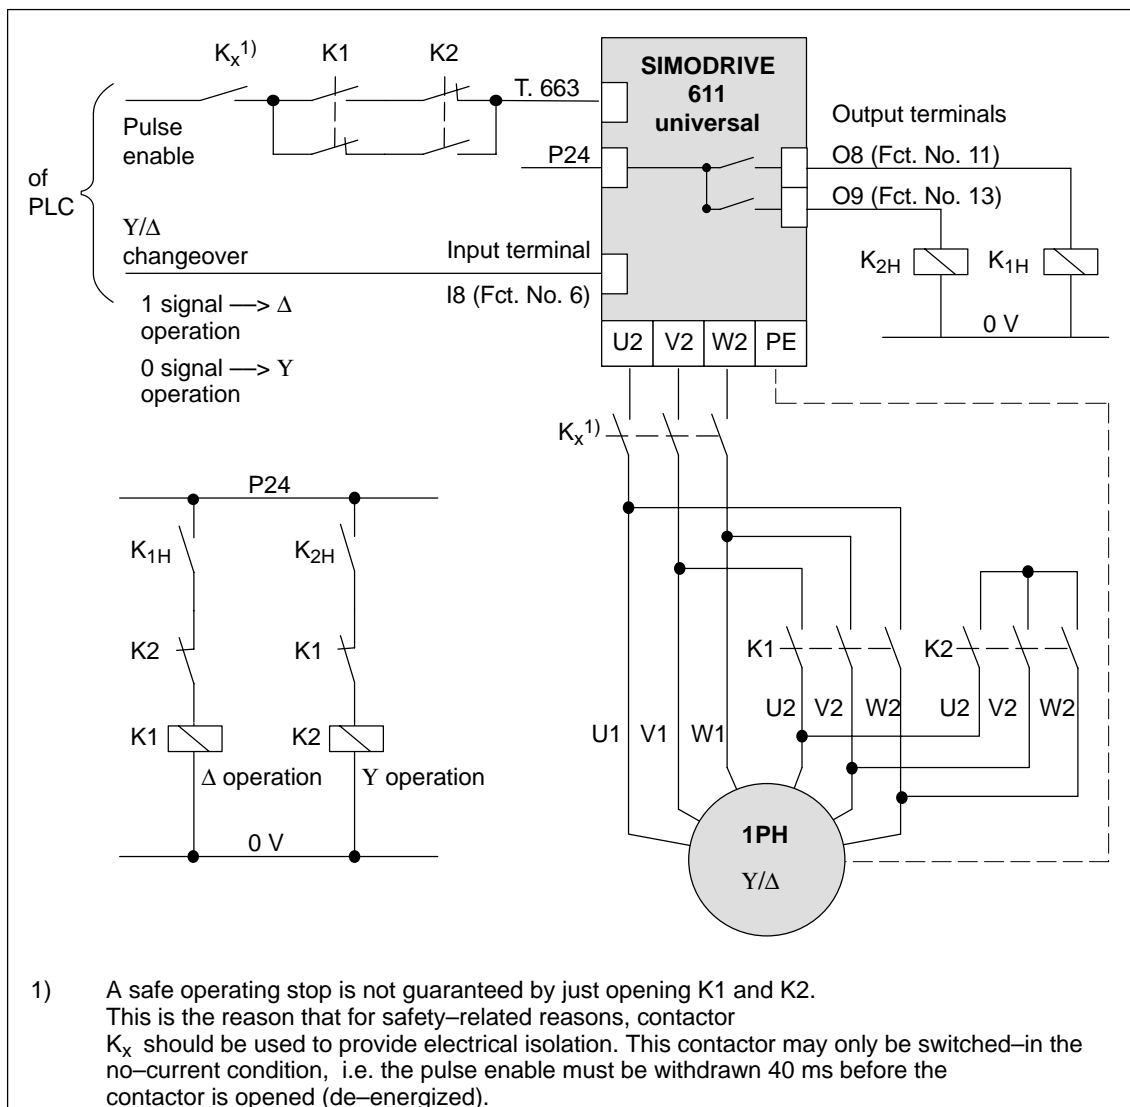 Kx1) K1 K2
SIMODRIVE
611
universal
T. 663
Pulse
enable
of
PLC
P24
Output terminals
O8 (Fct. No. 11)
O9 (Fct. No. 13)
Y/Δ
changeover
Input terminal
I8 (Fct. No. 6)
K2H K1H
1 signal —> Δ
operation
0 signal —> Y
operation
0 V
U2 V2 W2 PE
Kx1)
P24
K1H K2H
K2 K1
K1 K2
Δ operation Y operation
0 V
K1 K2
U1 V1 W1 U2 V2 W2 U2 V2 W2
1PH
Y/Δ
1) A safe operating stop is not guaranteed by just opening K1 and K2.
This is the reason that for safety–related reasons, contactor
Kx should be used to provide electrical isolation. This contactor may only be switched–in the
no–current condition, i.e. the pulse enable must be withdrawn 40 ms before the
contactor is opened (de–energized).